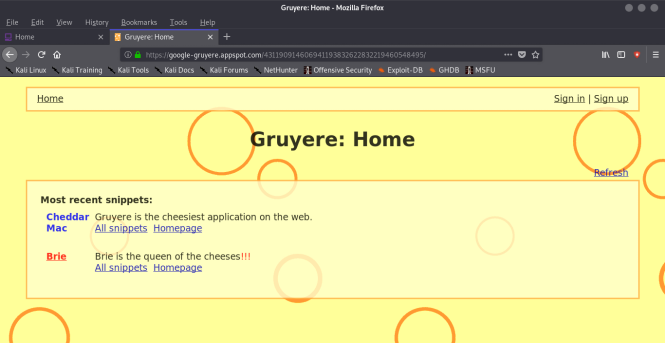 Gruyere: Home - Mozilla Firefox
File Edit View History Bookmarks Tools Help
Home Gruyere: Home
https://google-gruyere.appspot.com/431190914606941193832622832219460548495/
Kali Linux Kali Training Kali Tools Kali Docs Kali Forums NetHunter Offensive Security Exploit-DB GHDB MSFU
Home Sign in | Sign up
Gruyere: Home
Refresh
Most recent snippets:
Cheddar Gruyere is the cheesiest application on the web.
Mac All snippets Homepage
Brie Brie is the queen of the cheeses!!!
All snippets Homepage